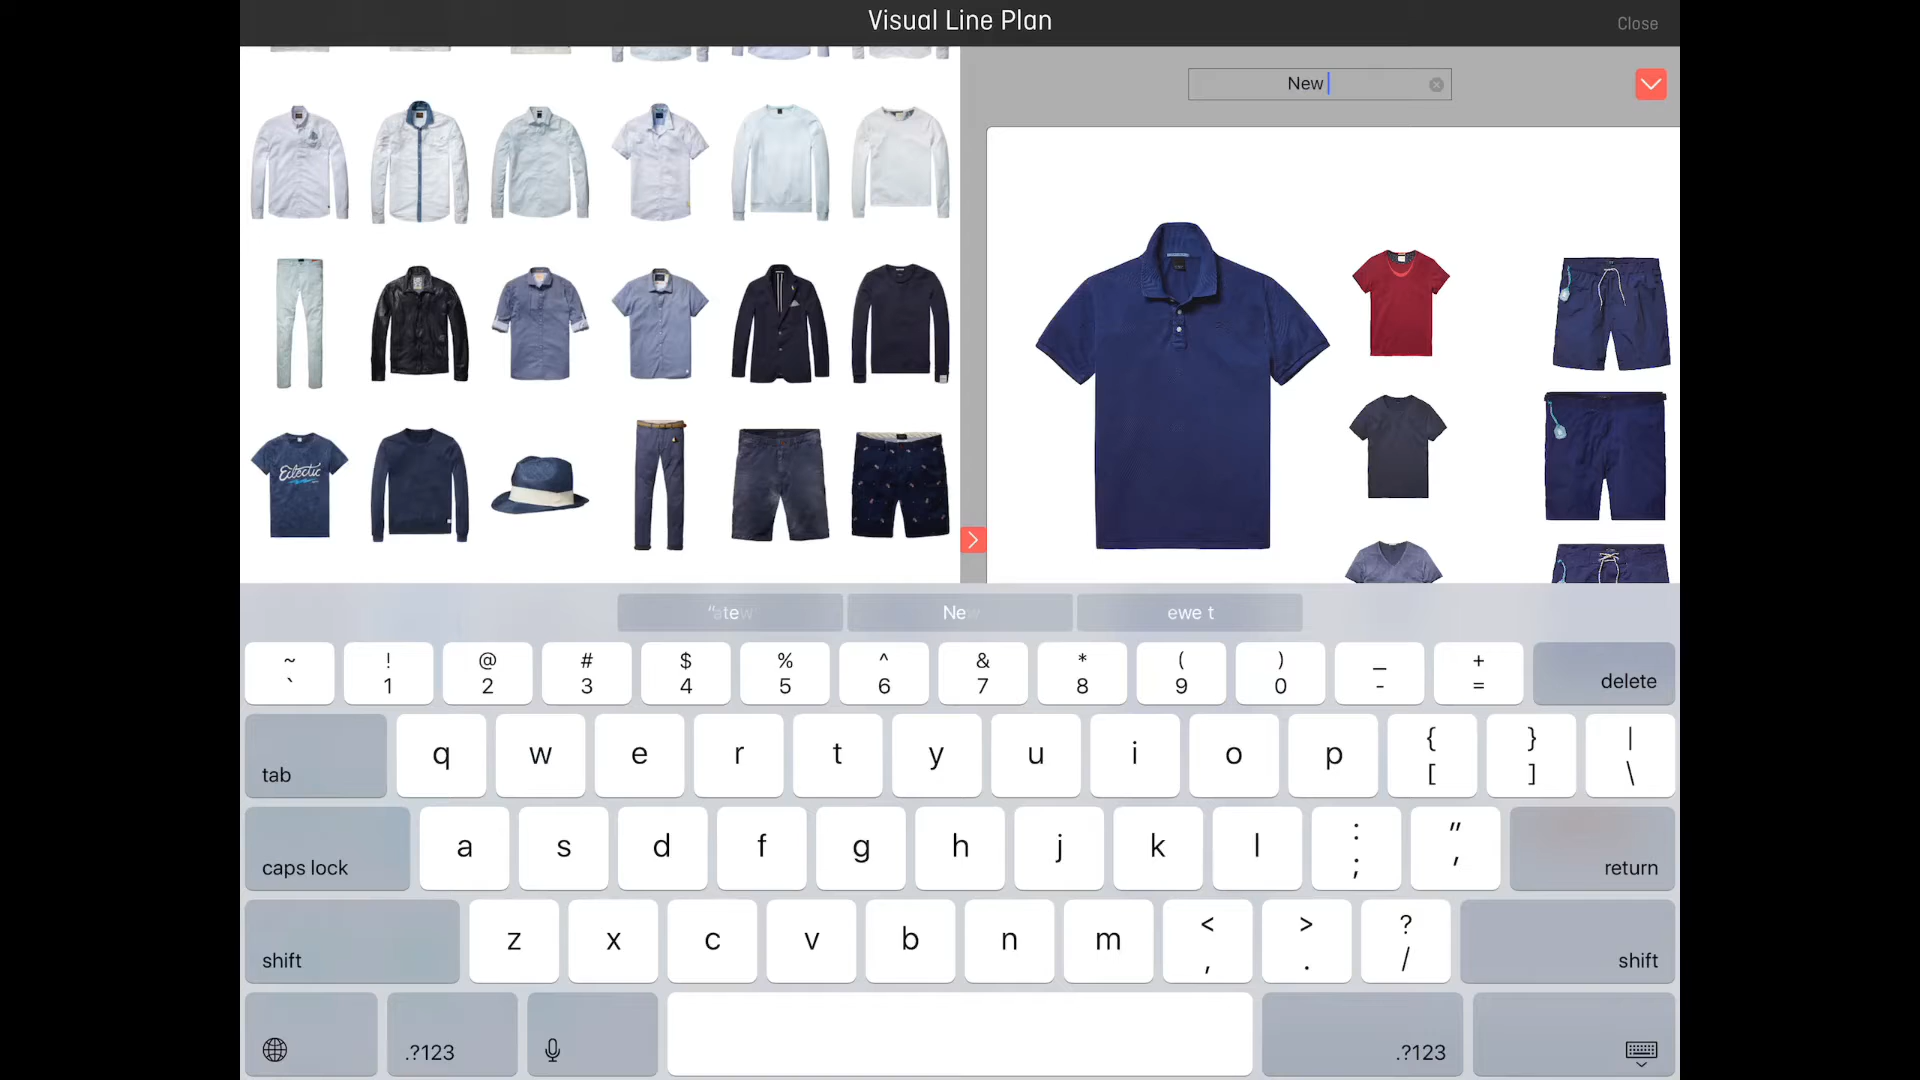 Visual Line Plan
Close
New
Eclectic
New
ewe t
~ ! @ # $ % ^ & * ( ) _ +
` 1 2 3 4 5 6 7 8 9 0 - = delete
tab q w e r t y u i o p { [ } ] | \
caps lock a s d f g h j k l : ; " ' return
shift z x c v b n m < , > . ? / shift
.?123 .?123